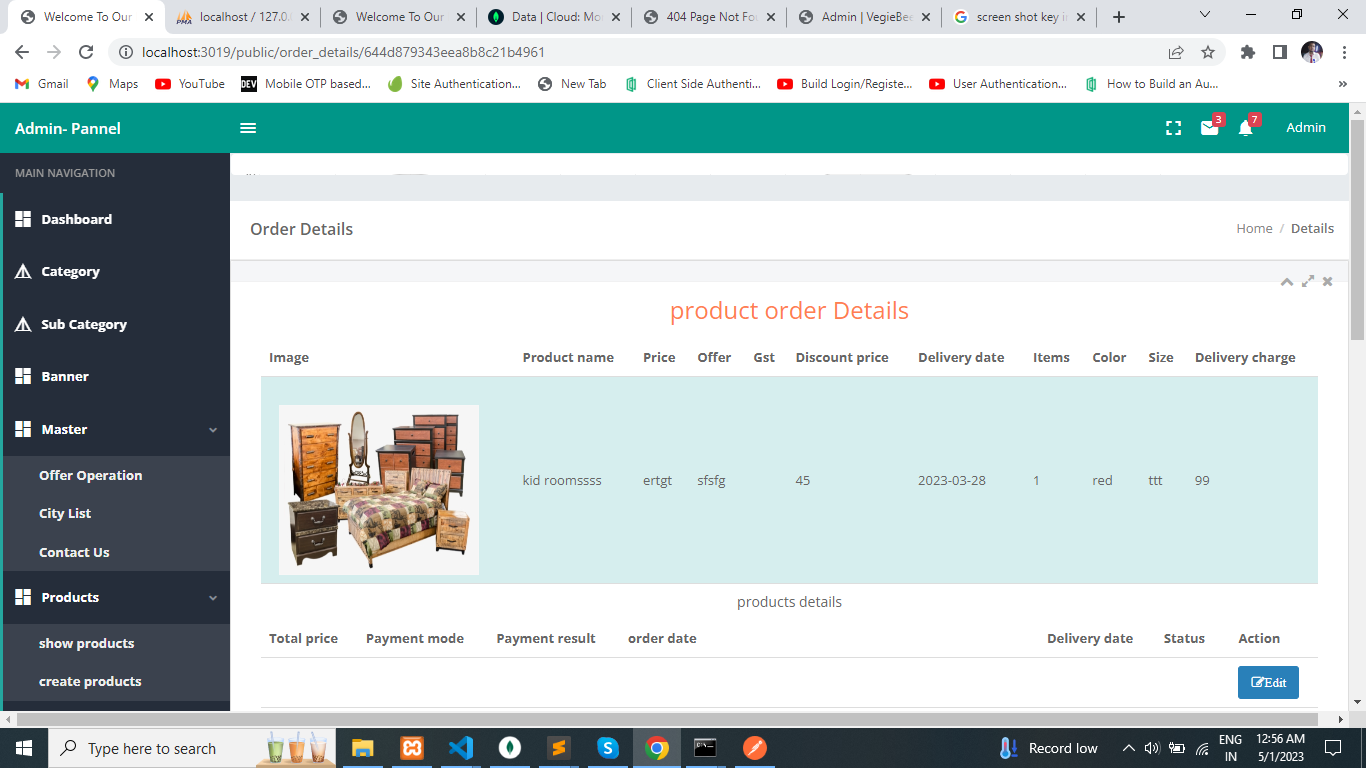 Welcome To Our
localhost / 127.0.
Welcome To Our
Data | Cloud: Mo
404 Page Not Fo
Admin | VegieBe
screen shot key i
localhost:3019/public/order_details/644d879343eea8b8c21b4961
Gmail
Maps
YouTube
DEV
Mobile OTP based...
Site Authentication...
New Tab
Client Side Authenti...
Build Login/Registe...
User Authentication...
How to Build an Au...
»
Admin- Pannel
3
7
Admin
MAIN NAVIGATION
Dashboard
Category
Sub Category
Banner
Master
Offer Operation
City List
Contact Us
Products
show products
create products
Order Details
Home / Details
product order Details
Image Product name Price Offer Gst Discount price Delivery date Items Color Size Delivery charge
kid roomssss ertgt sfsfg 45 2023-03-28 1 red ttt 99
products details
Total price Payment mode Payment result order date Delivery date Status Action
Edit
Type here to search
Record low
ENG
IN
12:56 AM
5/1/2023